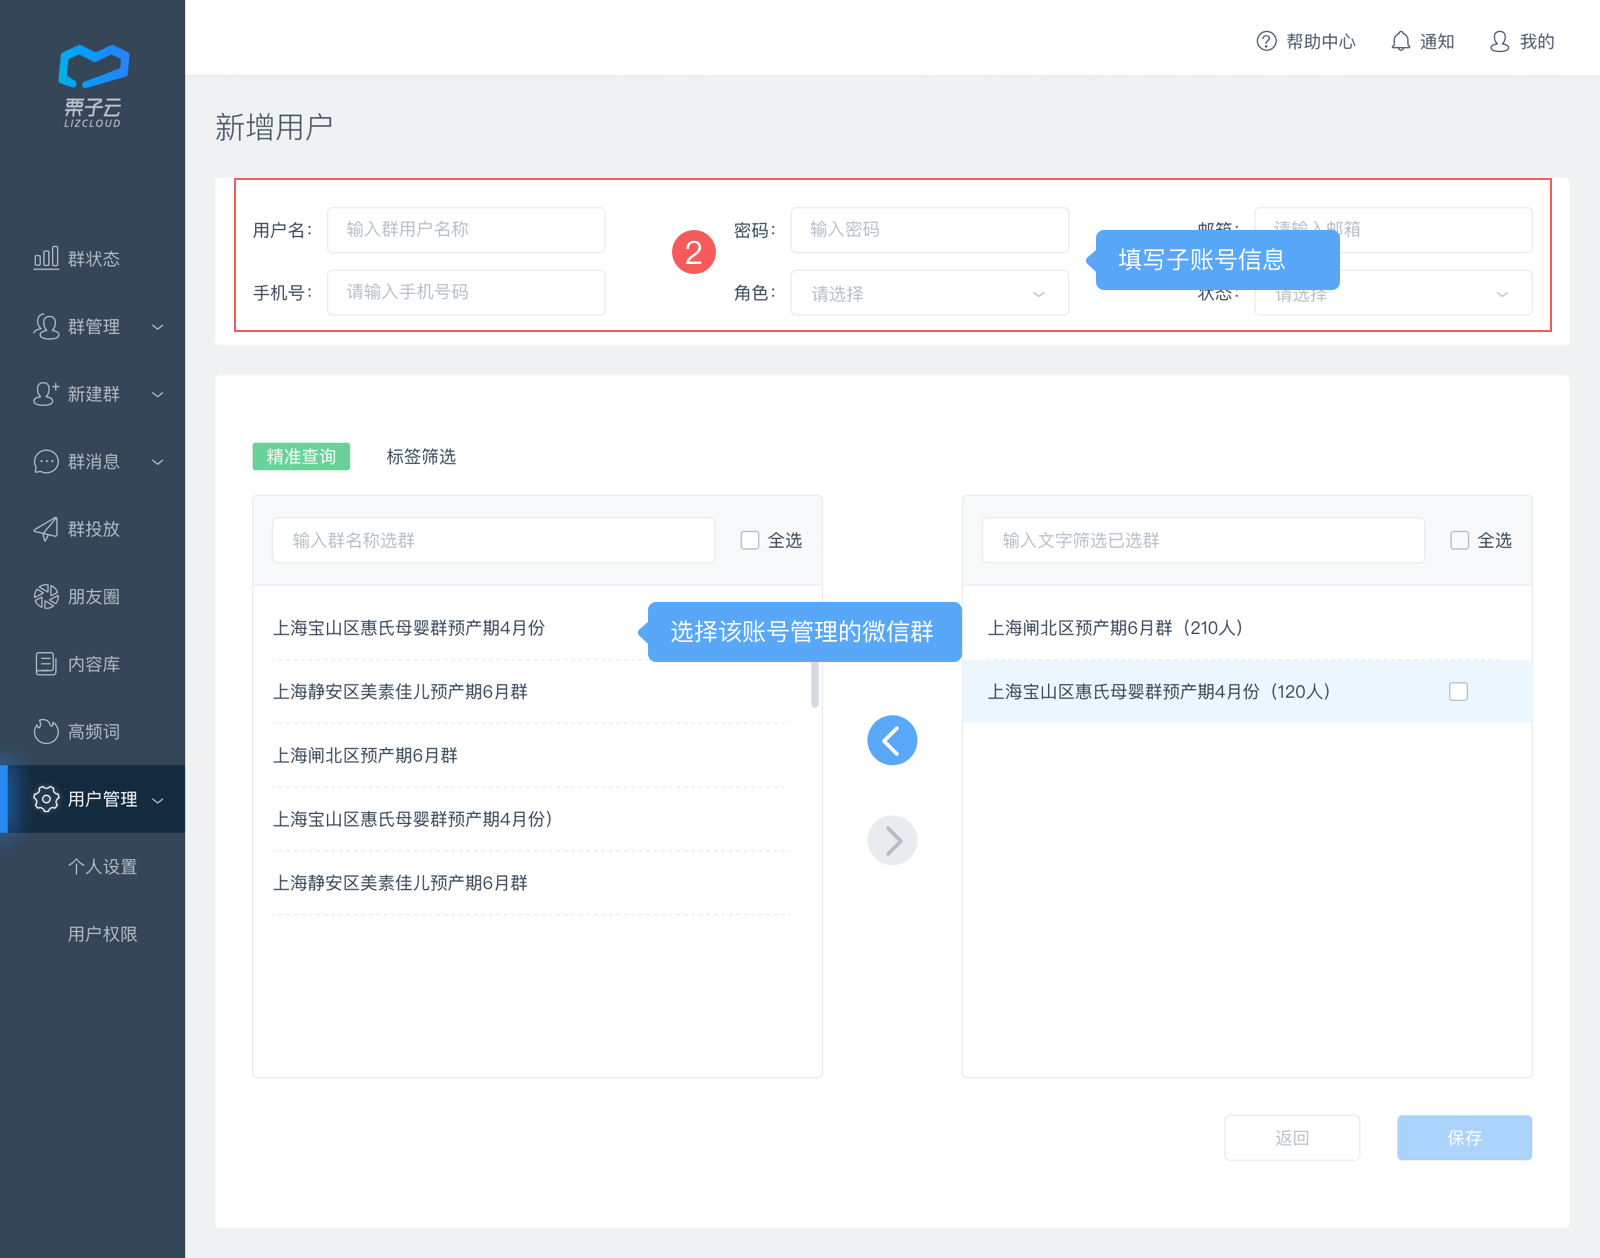 栗子云
LIZCLOUD
帮助中心
通知
我的
群状态
群管理
新建群
群消息
群投放
朋友圈
内容库
高频词
用户管理
个人设置
用户权限
新增用户
用户名：
输入群用户名称
密码：
输入密码
邮箱：
请输入邮箱
手机号：
请输入手机号码
角色：
请选择
状态：
请选择
2
填写子账号信息
精准查询
标签筛选
输入群名称选群
全选
上海宝山区惠氏母婴群预产期4月份
上海静安区美素佳儿预产期6月群
上海闸北区预产期6月群
上海宝山区惠氏母婴群预产期4月份）
上海静安区美素佳儿预产期6月群
选择该账号管理的微信群
输入文字筛选已选群
全选
上海闸北区预产期6月群（210人）
上海宝山区惠氏母婴群预产期4月份（120人）
返回
保存